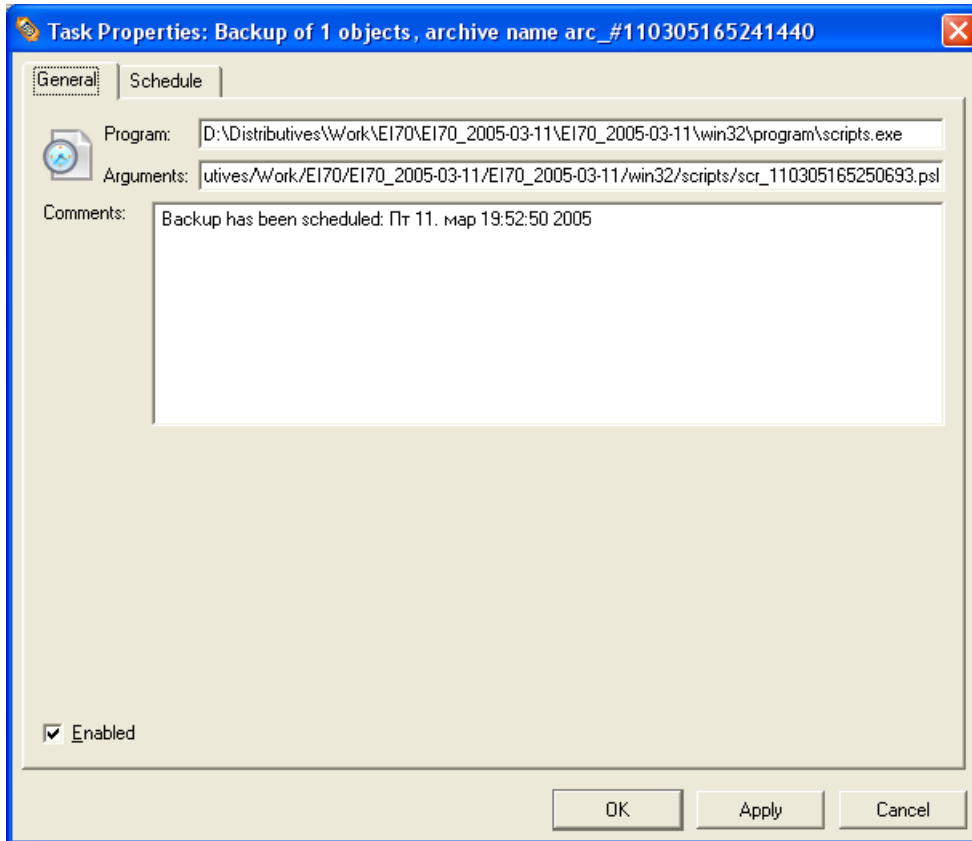 Task Properties: Backup of 1 objects, archive name arc_#110305165241440
General Schedule
Program: D:\Distributives\Work\EI70\EI70_2005-03-11\EI70_2005-03-11\win32\program\scripts.exe
Arguments: utives/Work/EI70/EI70_2005-03-11/EI70_2005-03-11/win32/scripts/scr_110305165250693.psl
Comments: Backup has been scheduled: Пт 11. мар 19:52:50 2005
Enabled
OK Apply Cancel